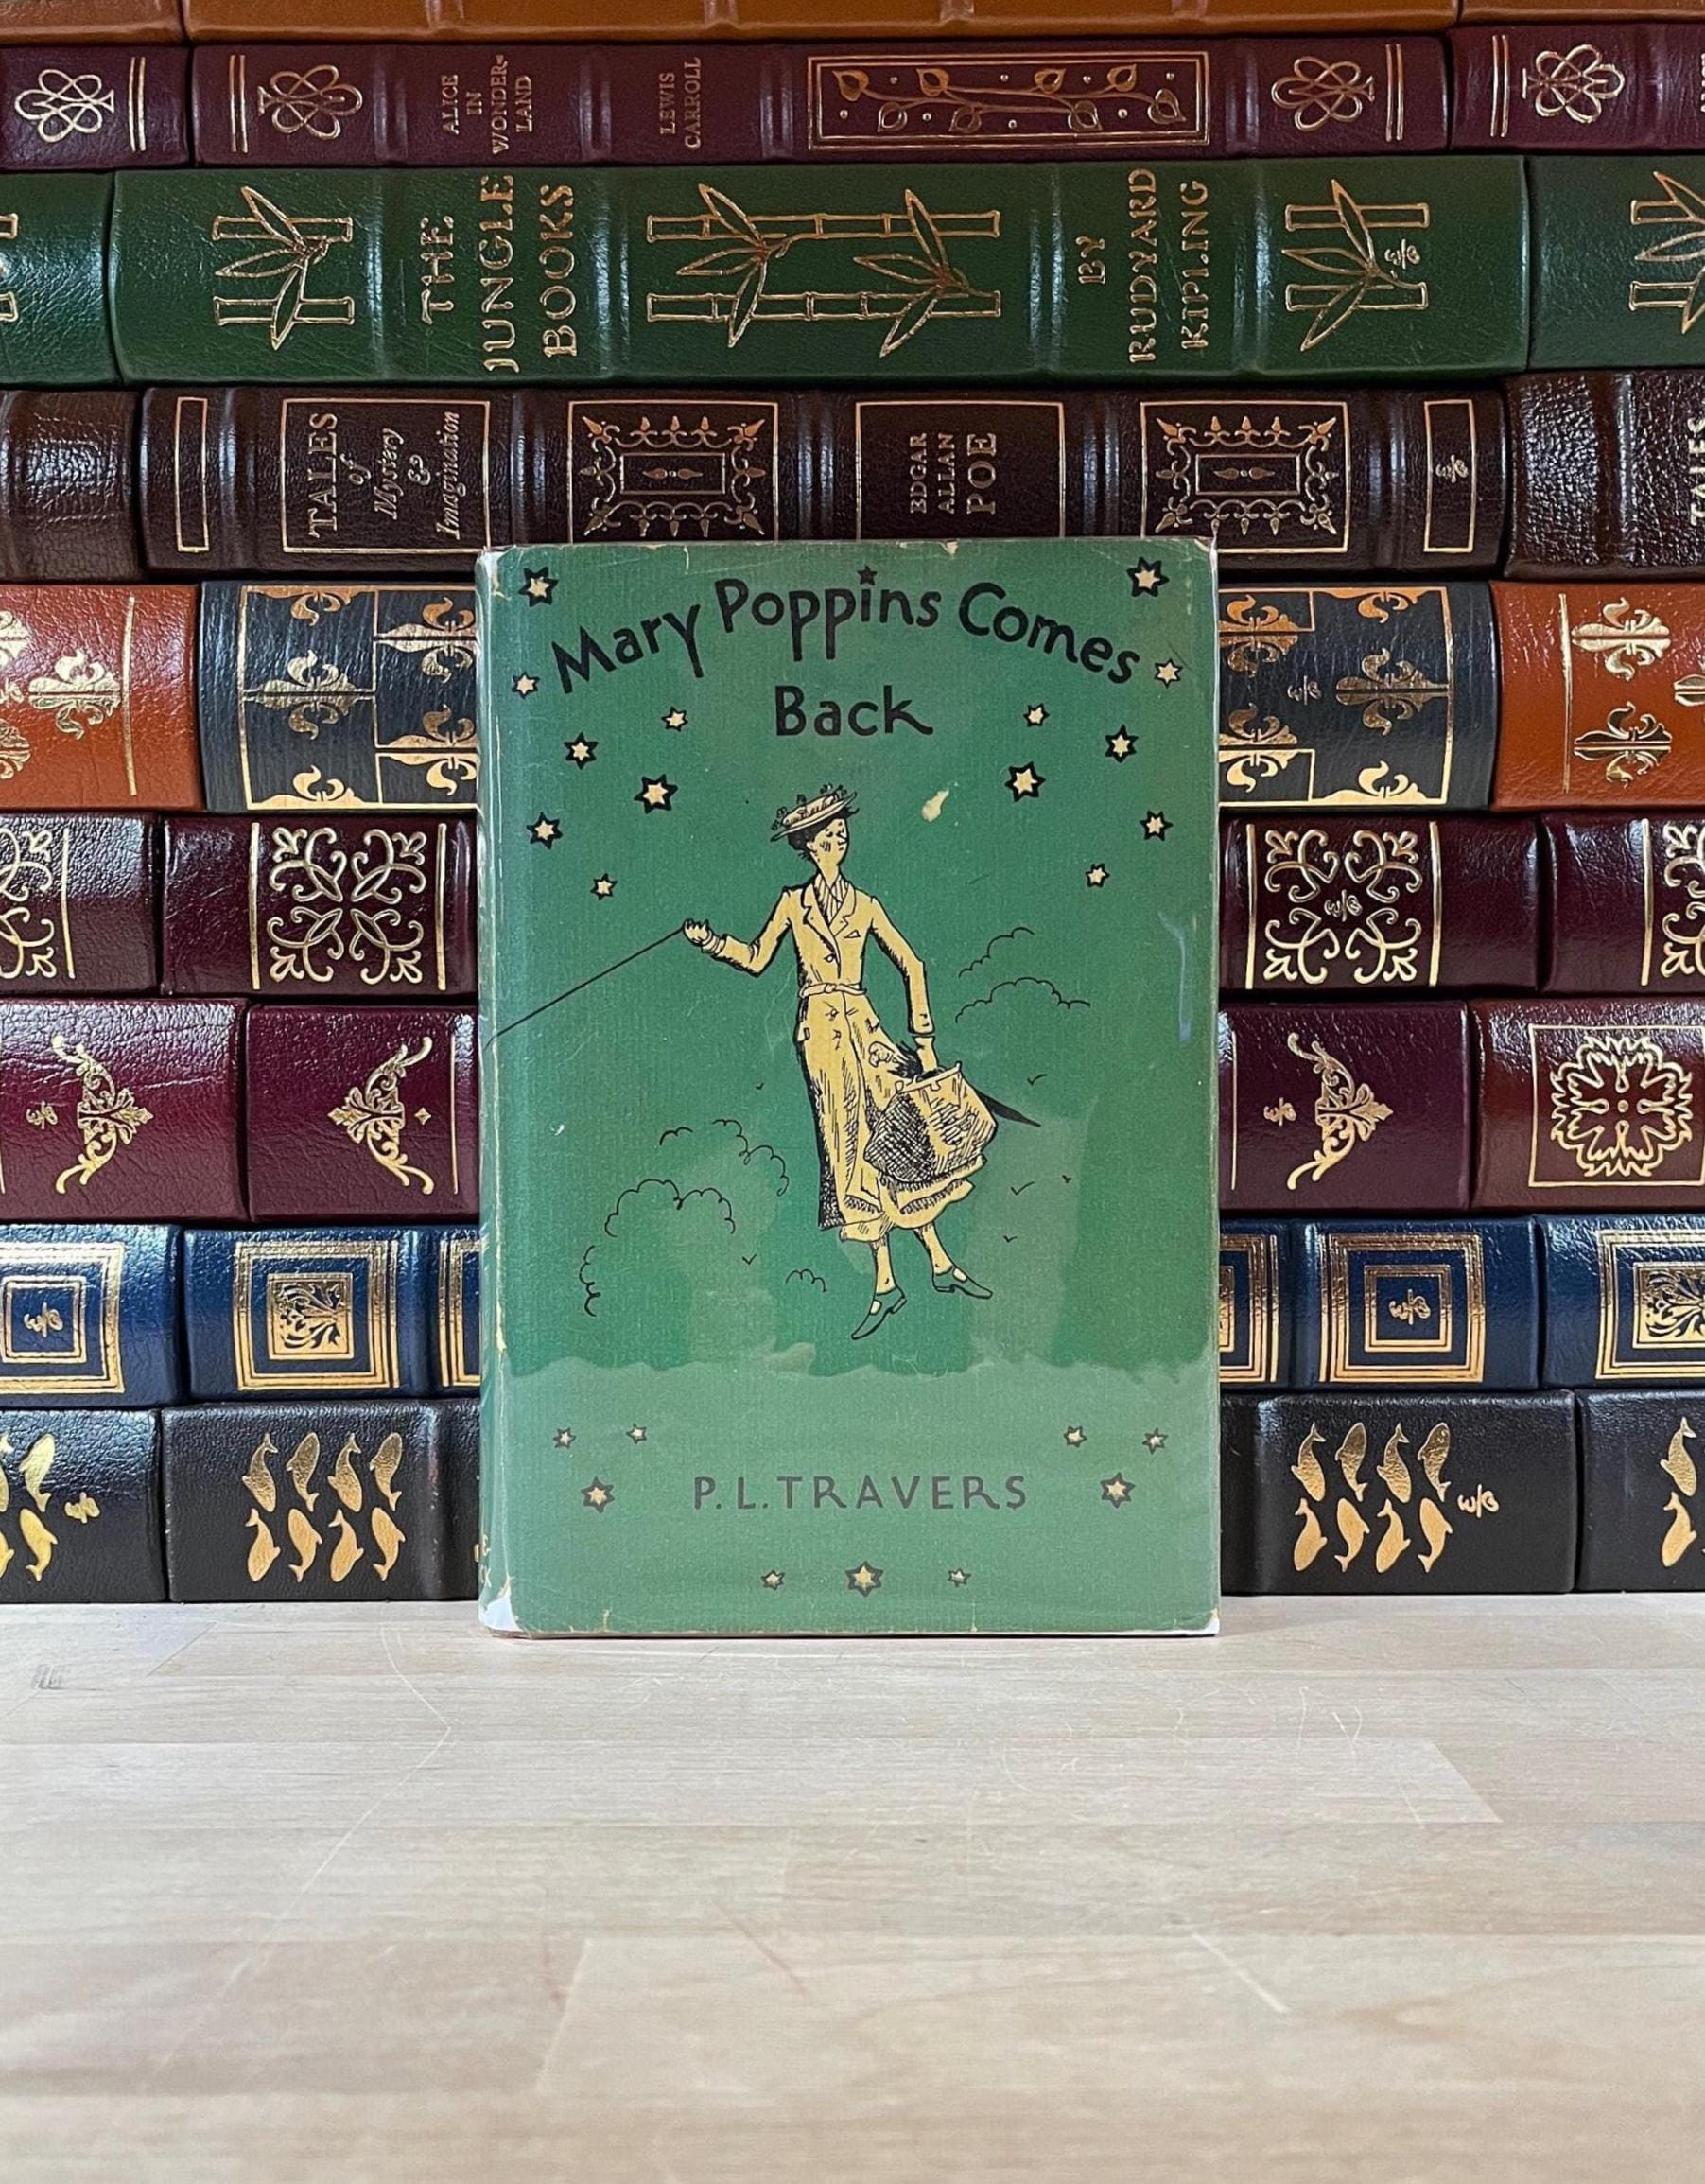 ALICE
IN
WONDER=
LAND
LEWIS
CARROLL
THE
JUNGLE
BOOKS
BY
RUDYARD
KIPLING
TALES
of
Mystery
&
Imagination
EDGAR
ALLAN
POE
TALES
Mary Poppins Comes
Back
P.L.TRAVERS